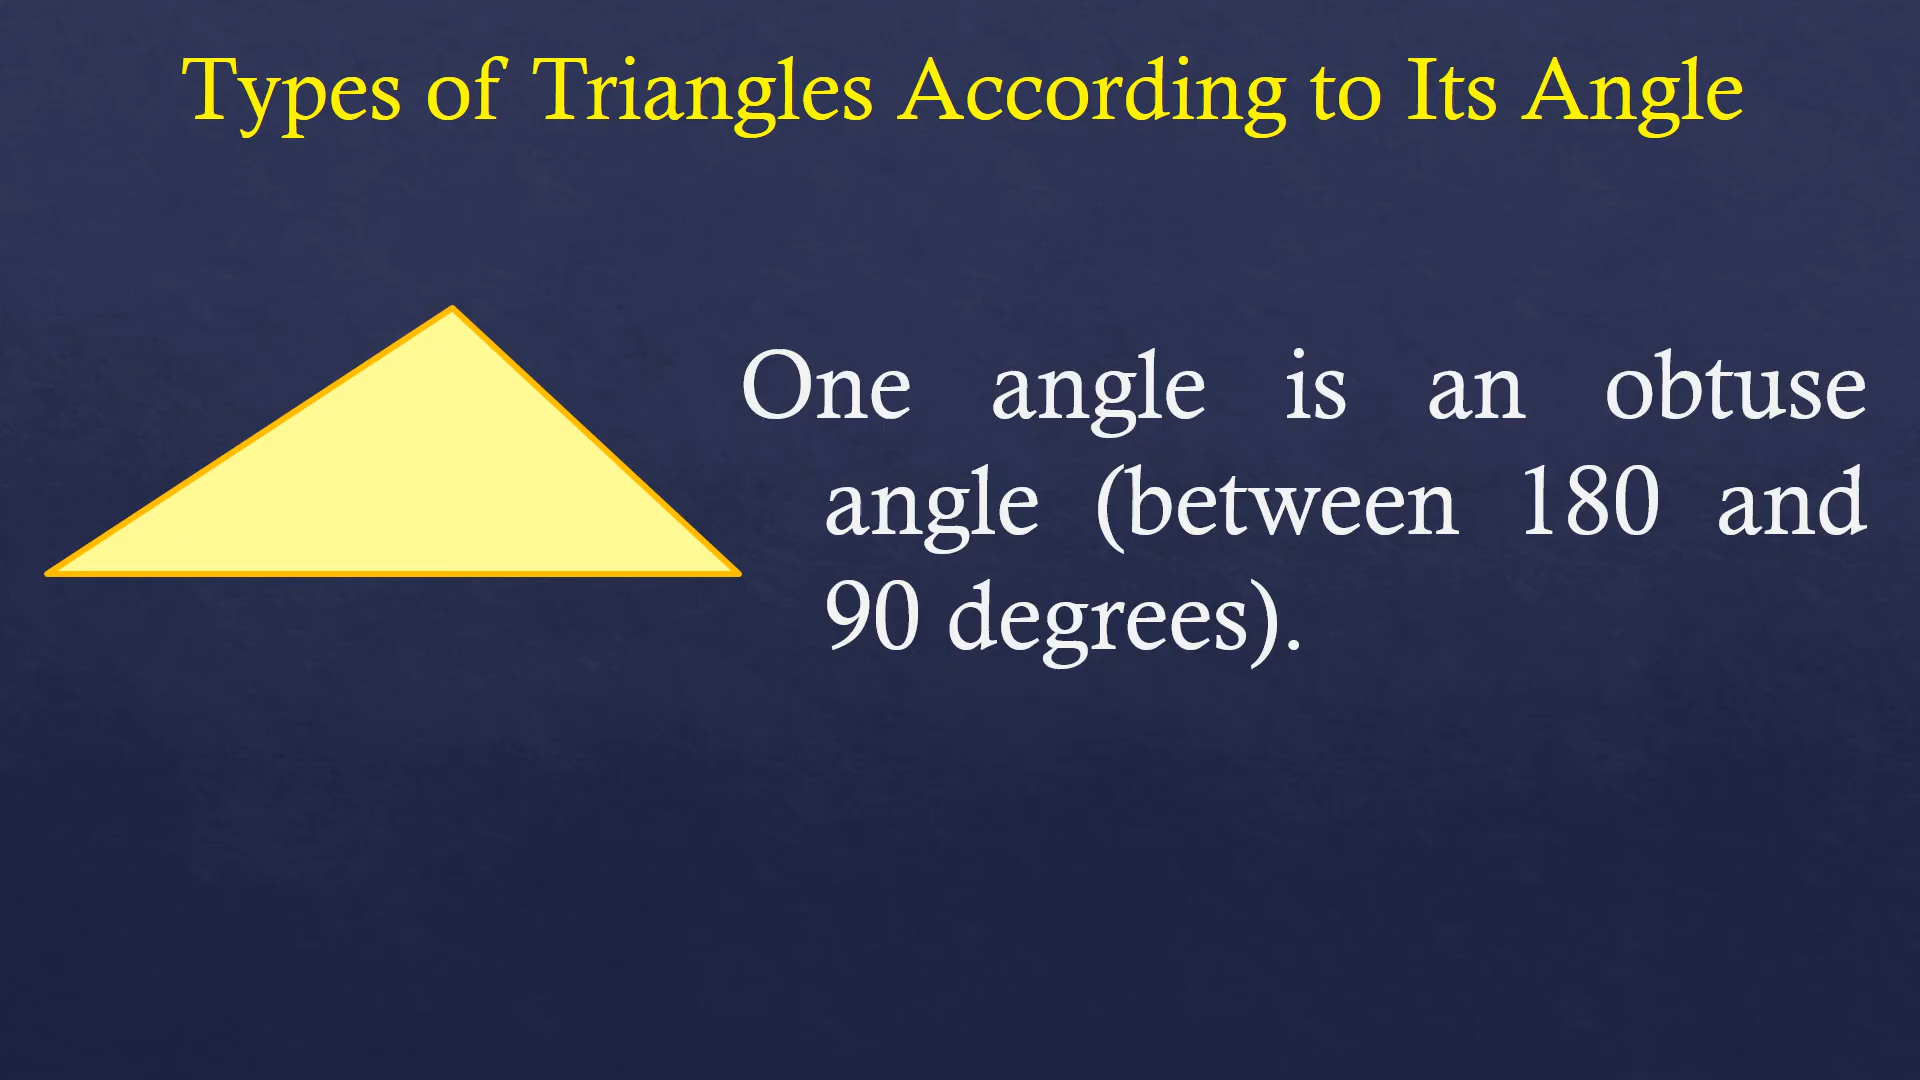 Types of Triangles According to Its Angle
One angle is an obtuse
angle (between 180 and
90 degrees).